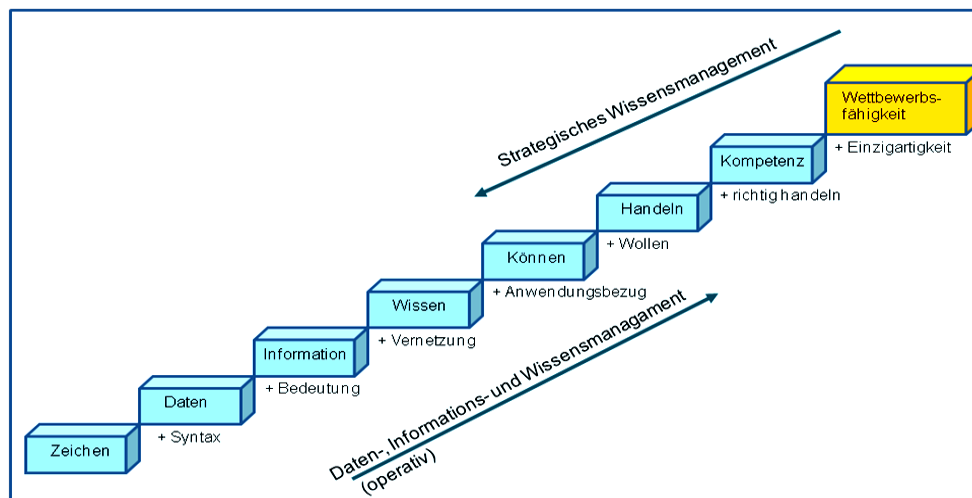 Strategisches Wissensmanagement
Wettbewerbs-
fähigkeit
+ Einzigartigkeit
Kompetenz
+ richtig handeln
Handeln
+ Wollen
Können
+ Anwendungsbezug
Wissen
+ Vernetzung
Information
+ Bedeutung
Daten
+ Syntax
Zeichen
Daten-, Informations- und Wissensmanagament
(operativ)